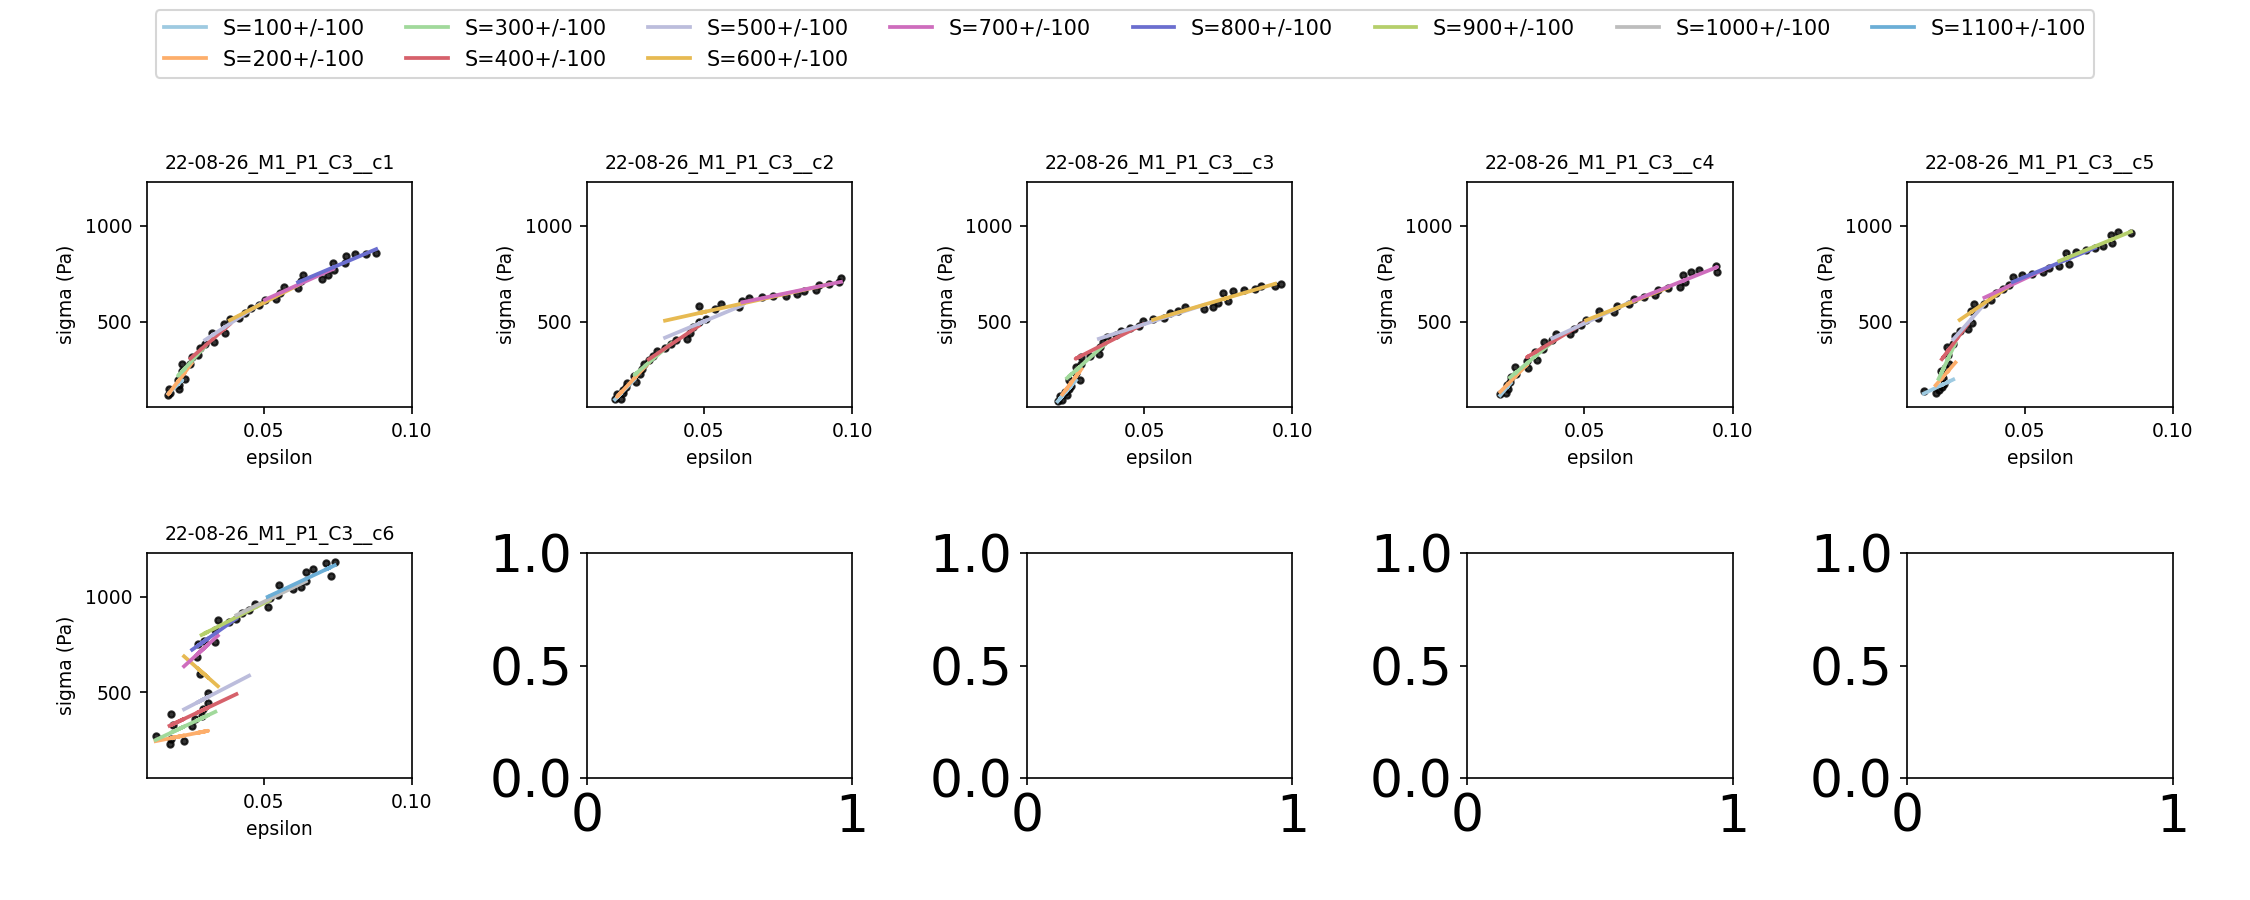 S=100+/-100 S=300+/-100 S=500+/-100 S=700+/-100 S=800+/-100 S=900+/-100 S=1000+/-100 S=1100+/-100
S=200+/-100 S=400+/-100 S=600+/-100
22-08-26_M1_P1_C3__c1
sigma (Pa)
1000
500
0.05 0.10
epsilon
22-08-26_M1_P1_C3__c2
sigma (Pa)
1000
500
0.05 0.10
epsilon
22-08-26_M1_P1_C3__c3
sigma (Pa)
1000
500
0.05 0.10
epsilon
22-08-26_M1_P1_C3__c4
sigma (Pa)
1000
500
0.05 0.10
epsilon
22-08-26_M1_P1_C3__c5
sigma (Pa)
1000
500
0.05 0.10
epsilon
22-08-26_M1_P1_C3__c6
sigma (Pa)
1000
500
0.05 0.10
epsilon
1.0
0.5
0.0
0 1
1.0
0.5
0.0
0 1
1.0
0.5
0.0
0 1
1.0
0.5
0.0
0 1